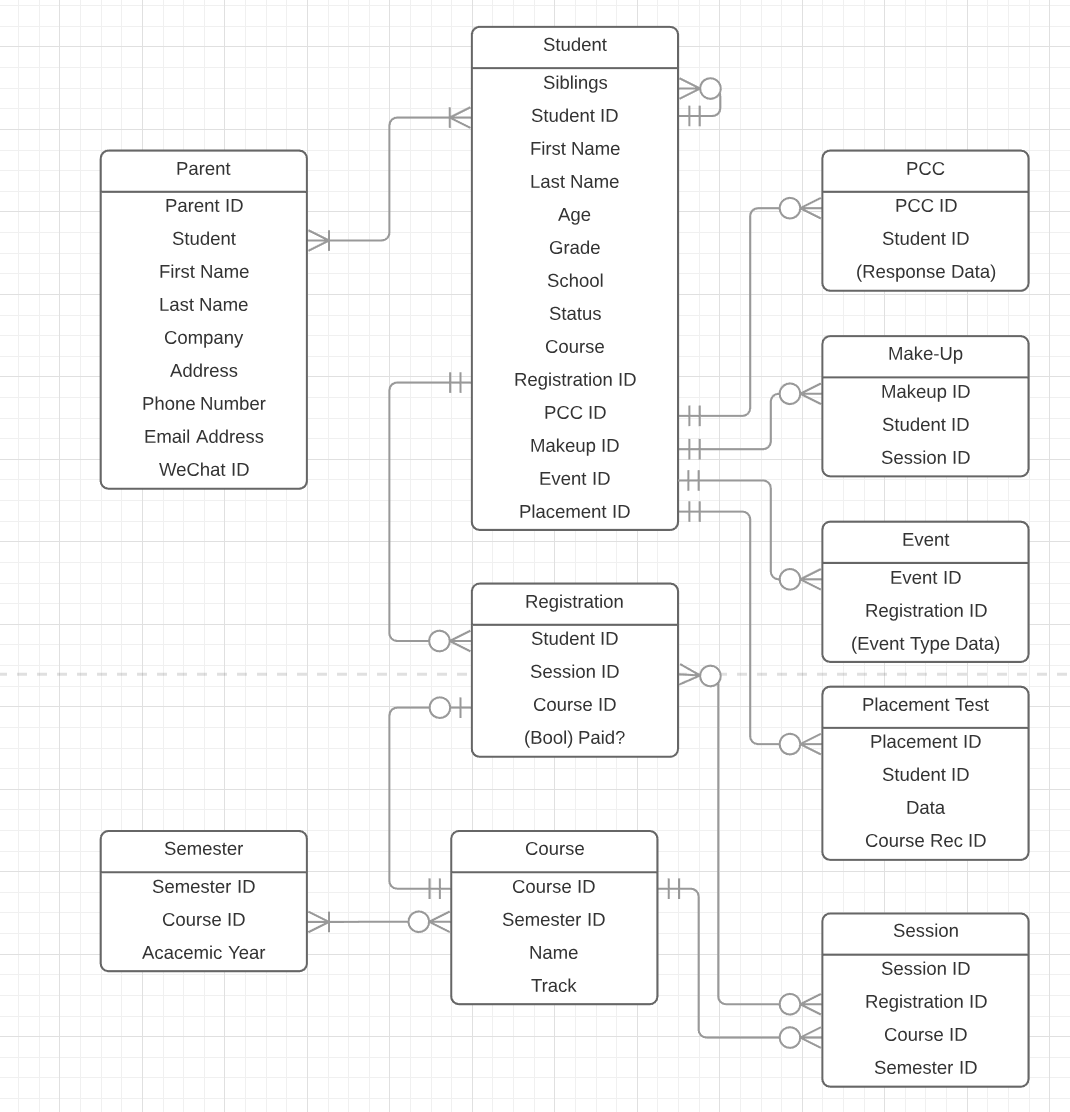 Student
Siblings
Student ID
First Name
Last Name
Age
Grade
School
Status
Course
Registration ID
PCC ID
Makeup ID
Event ID
Placement ID
Parent
Parent ID
Student
First Name
Last Name
Company
Address
Phone Number
Email Address
WeChat ID
PCC
PCC ID
Student ID
(Response Data)
Make-Up
Makeup ID
Student ID
Session ID
Event
Event ID
Registration ID
(Event Type Data)
Registration
Student ID
Session ID
Course ID
(Bool) Paid?
Placement Test
Placement ID
Student ID
Data
Course Rec ID
Semester
Semester ID
Course ID
Acacemic Year
Course
Course ID
Semester ID
Name
Track
Session
Session ID
Registration ID
Course ID
Semester ID